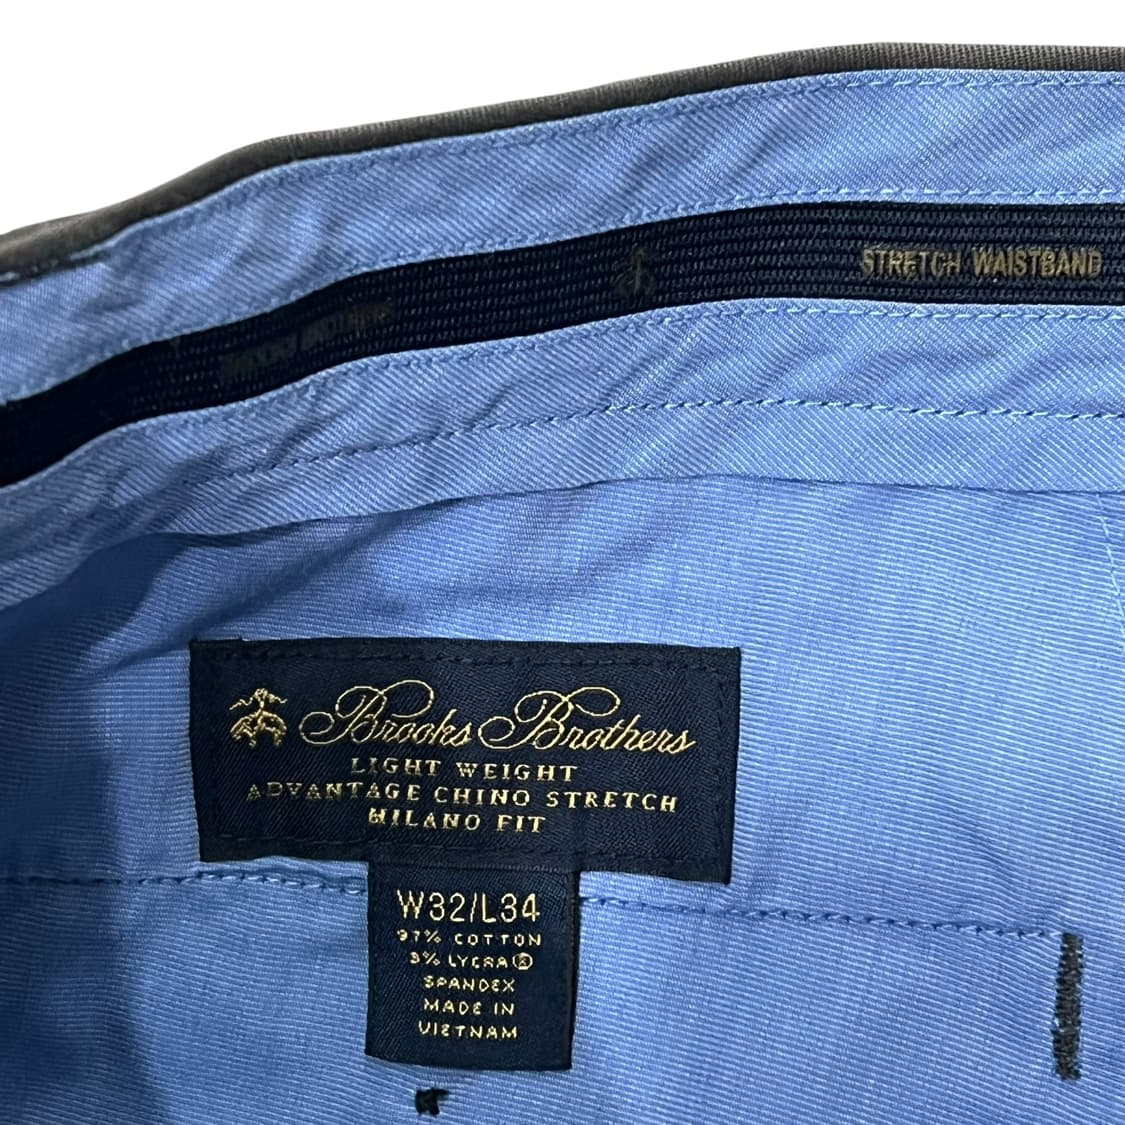 STRETCH WAISTBAND
Brooks Brothers
LIGHT WEIGHT
ADVANTAGE CHINO STRETCH
MILANO FIT
W32/L34
97% COTTON
3% LYCRA®
SPANDEX
MADE IN
VIETNAM